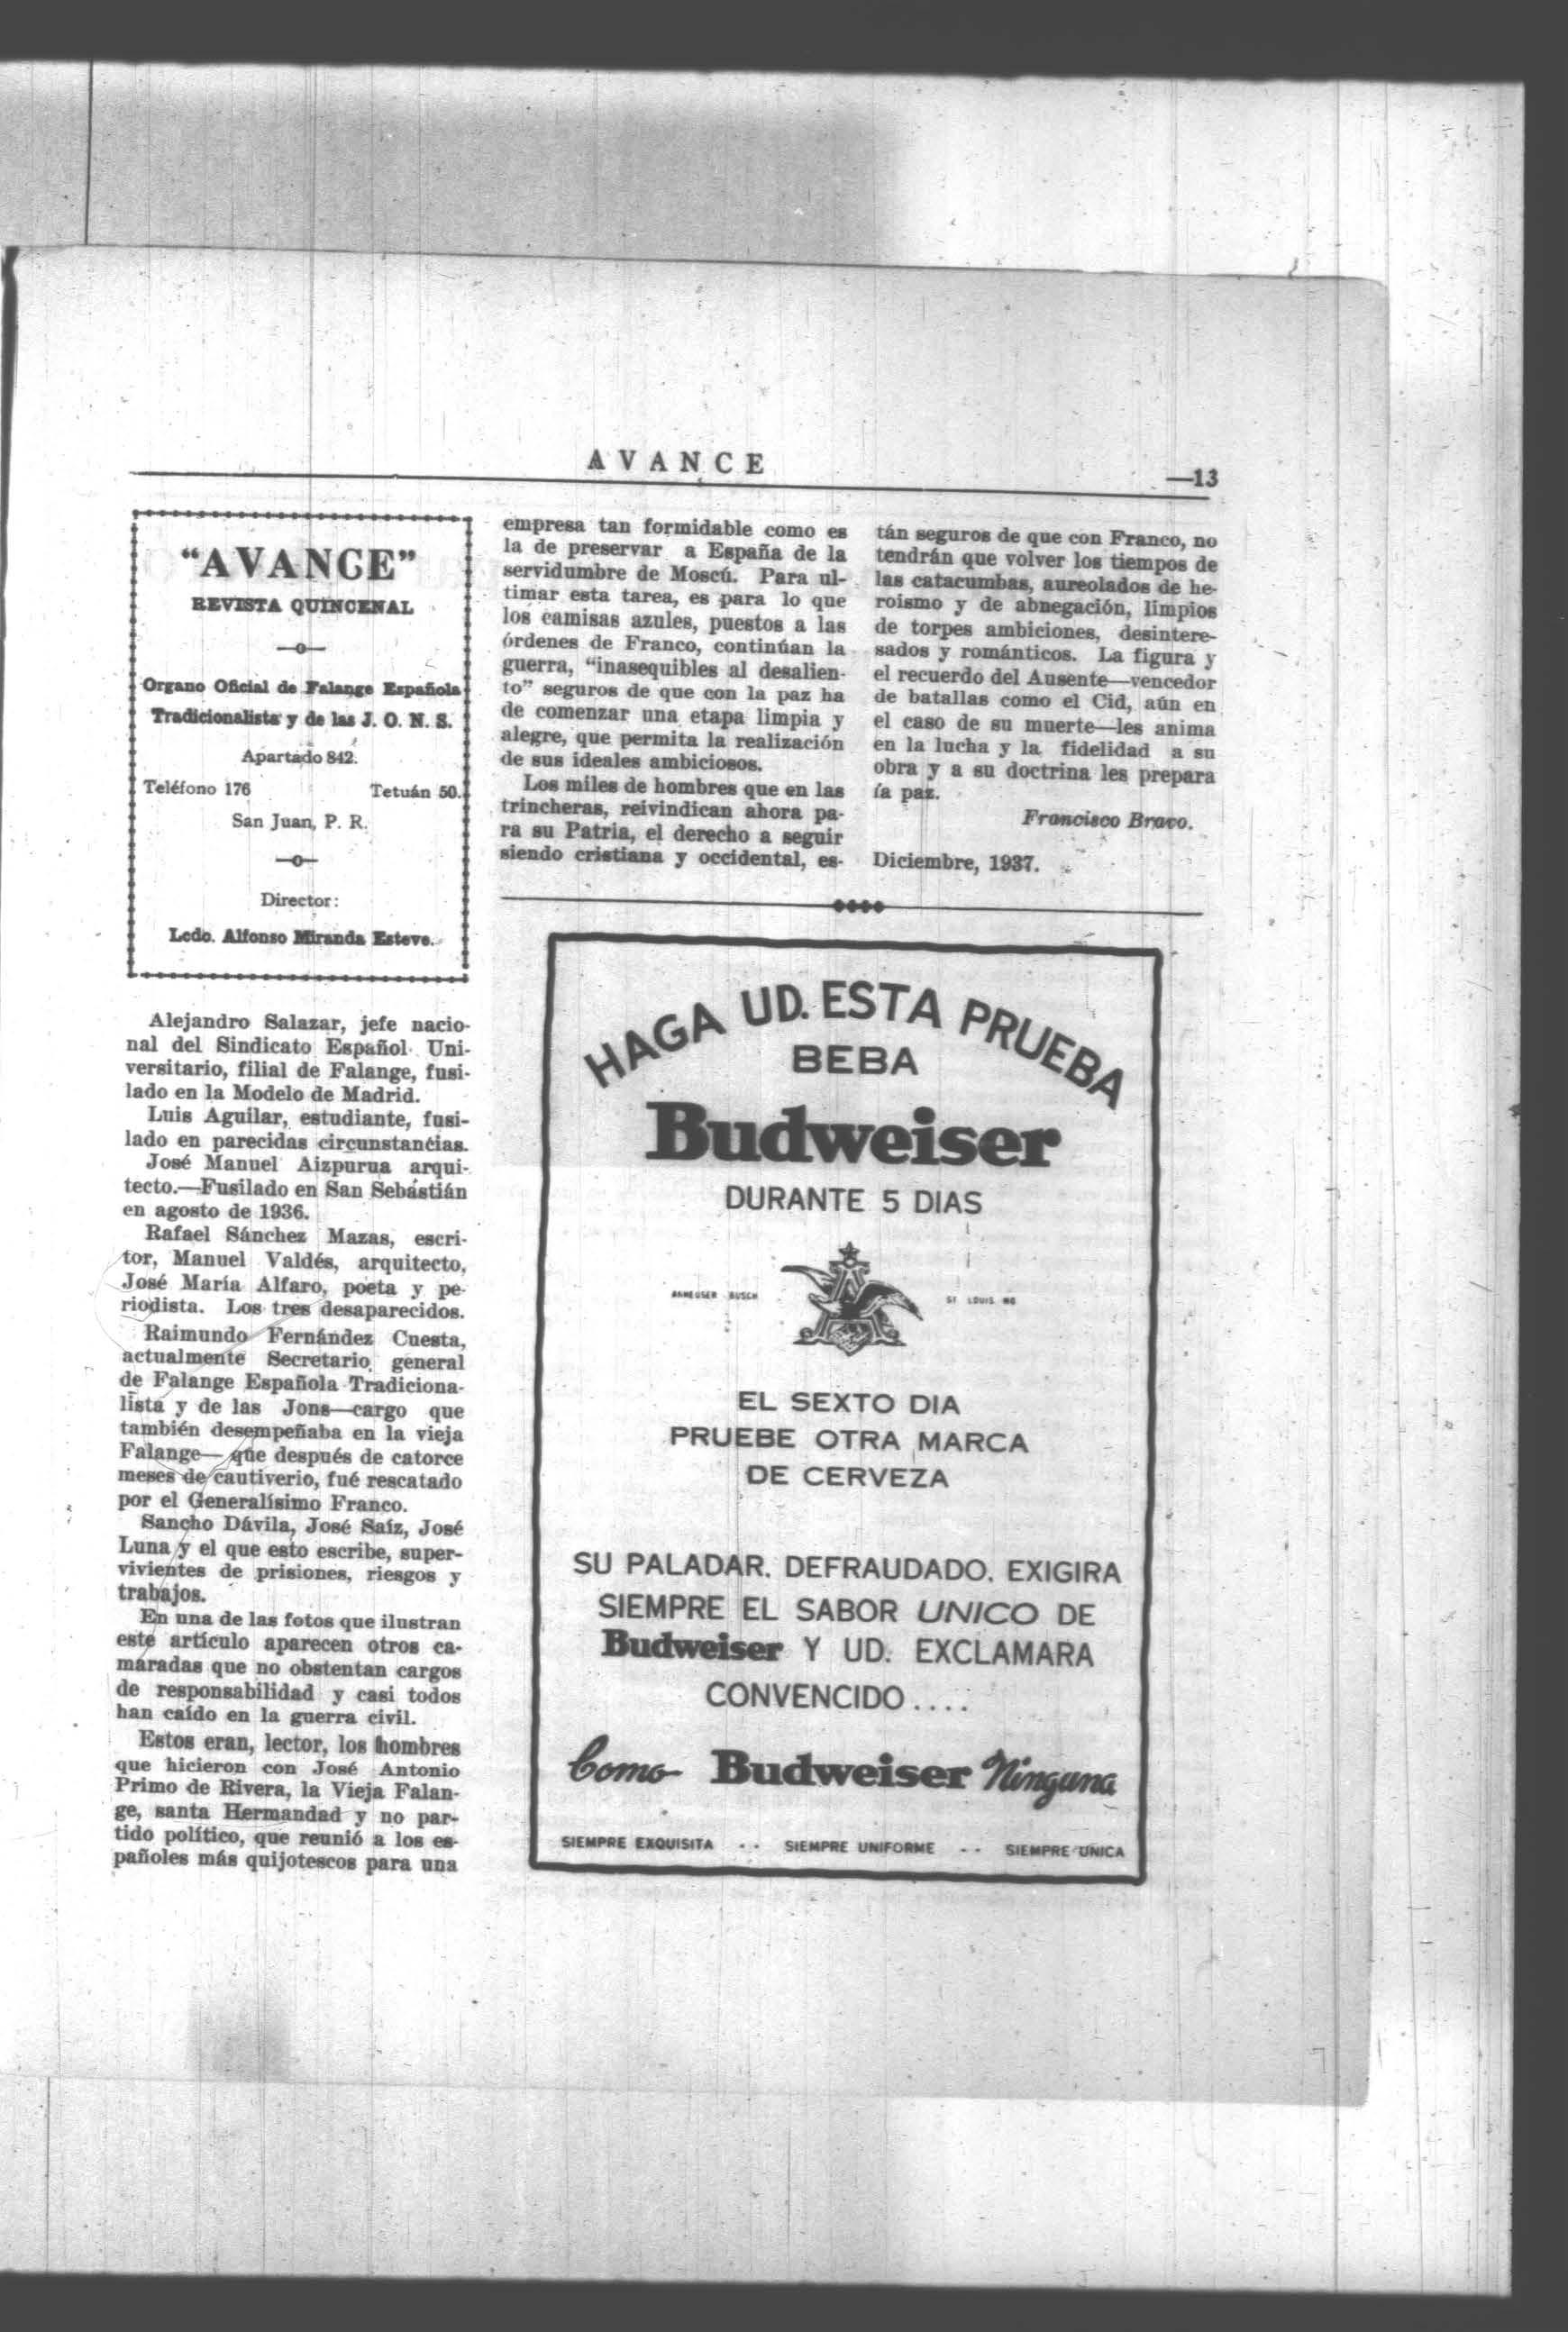 AVANCE
—13
"AVANCE"
REVISTA QUINCENAL
—o—
Organo Oficial de Falange Española
Tradicionalista y de las J. O. N. S.
Apartado 842.
Teléfono 176 Tetuán 50.
San Juan, P. R.
—o—
Director:
Lcdo. Alfonso Miranda Esteve.
Alejandro Salazar, jefe nacio-
nal del Sindicato Español Uni-
versitario, filial de Falange, fusi-
lado en la Modelo de Madrid.
Luis Aguilar, estudiante, fusi-
lado en parecidas circunstancias.
José Manuel Aizpurua arqui-
tecto.—Fusilado en San Sebastián
en agosto de 1936.
Rafael Sánchez Mazas, escri-
tor, Manuel Valdés, arquitecto,
José María Alfaro, poeta y pe-
riodista. Los tres desaparecidos.
Raimundo Fernández Cuesta,
actualmente Secretario general
de Falange Española Tradiciona-
lista y de las Jons—cargo que
también desempeñaba en la vieja
Falange— que después de catorce
meses de cautiverio, fué rescatado
por el Generalísimo Franco.
Sancho Dávila, José Saíz, José
Luna y el que esto escribe, super-
vivientes de prisiones, riesgos y
trabajos.
En una de las fotos que ilustran
este artículo aparecen otros ca-
maradas que no obstentan cargos
de responsabilidad y casi todos
han caído en la guerra civil.
Estos eran, lector, los hombres
que hicieron con José Antonio
Primo de Rivera, la Vieja Falan-
ge, santa Hermandad y no par-
tido político, que reunió a los es-
pañoles más quijotescos para una
empresa tan formidable como es
la de preservar a España de la
servidumbre de Moscú. Para ul-
timar esta tarea, es para lo que
los camisas azules, puestos a las
órdenes de Franco, continúan la
guerra, "inasequibles al desalien-
to" seguros de que con la paz ha
de comenzar una etapa limpia y
alegre, que permita la realización
de sus ideales ambiciosos.
Los miles de hombres que en las
trincheras, reivindican ahora pa-
ra su Patria, el derecho a seguir
siendo cristiana y occidental, es-
tán seguros de que con Franco, no
tendrán que volver los tiempos de
las catacumbas, aureolados de he-
roismo y de abnegación, limpios
de torpes ambiciones, desintere-
sados y románticos. La figura y
el recuerdo del Ausente—vencedor
de batallas como el Cid, aún en
el caso de su muerte—les anima
en la lucha y la fidelidad a su
obra y a su doctrina les prepara
la paz.
Francisco Bravo.
Diciembre, 1937.
HAGA UD. ESTA PRUEBA
BEBA
Budweiser
DURANTE 5 DIAS
ANHEUSER BUSCH ST LOUIS MO
EL SEXTO DIA
PRUEBE OTRA MARCA
DE CERVEZA
SU PALADAR. DEFRAUDADO. EXIGIRA
SIEMPRE EL SABOR UNICO DE
Budweiser Y UD. EXCLAMARA
CONVENCIDO....
Como Budweiser Ninguna
SIEMPRE EXQUISITA - - SIEMPRE UNIFORME - - SIEMPRE UNICA